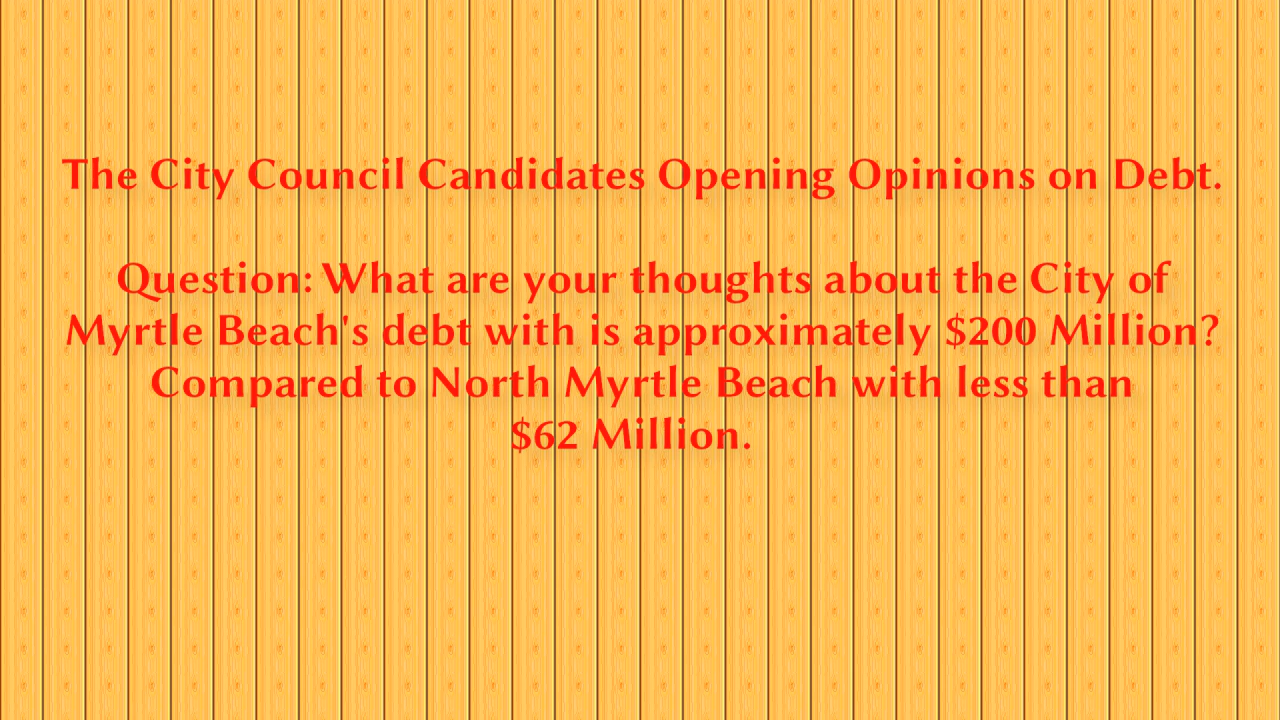 The City Council Candidates Opening Opinions on Debt.
Question: What are your thoughts about the City of
Myrtle Beach's debt with is approximately $200 Million?
Compared to North Myrtle Beach with less than
$62 Million.